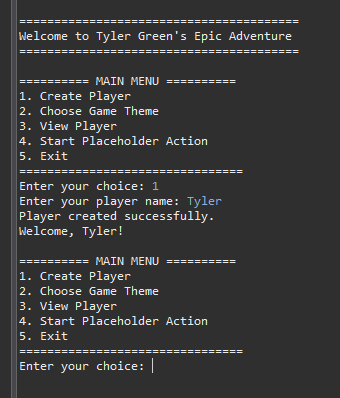 ========================================
Welcome to Tyler Green's Epic Adventure
========================================
========== MAIN MENU ==========
1. Create Player
2. Choose Game Theme
3. View Player
4. Start Placeholder Action
5. Exit
================================
Enter your choice: 1
Enter your player name: Tyler
Player created successfully.
Welcome, Tyler!
========== MAIN MENU ==========
1. Create Player
2. Choose Game Theme
3. View Player
4. Start Placeholder Action
5. Exit
================================
Enter your choice: